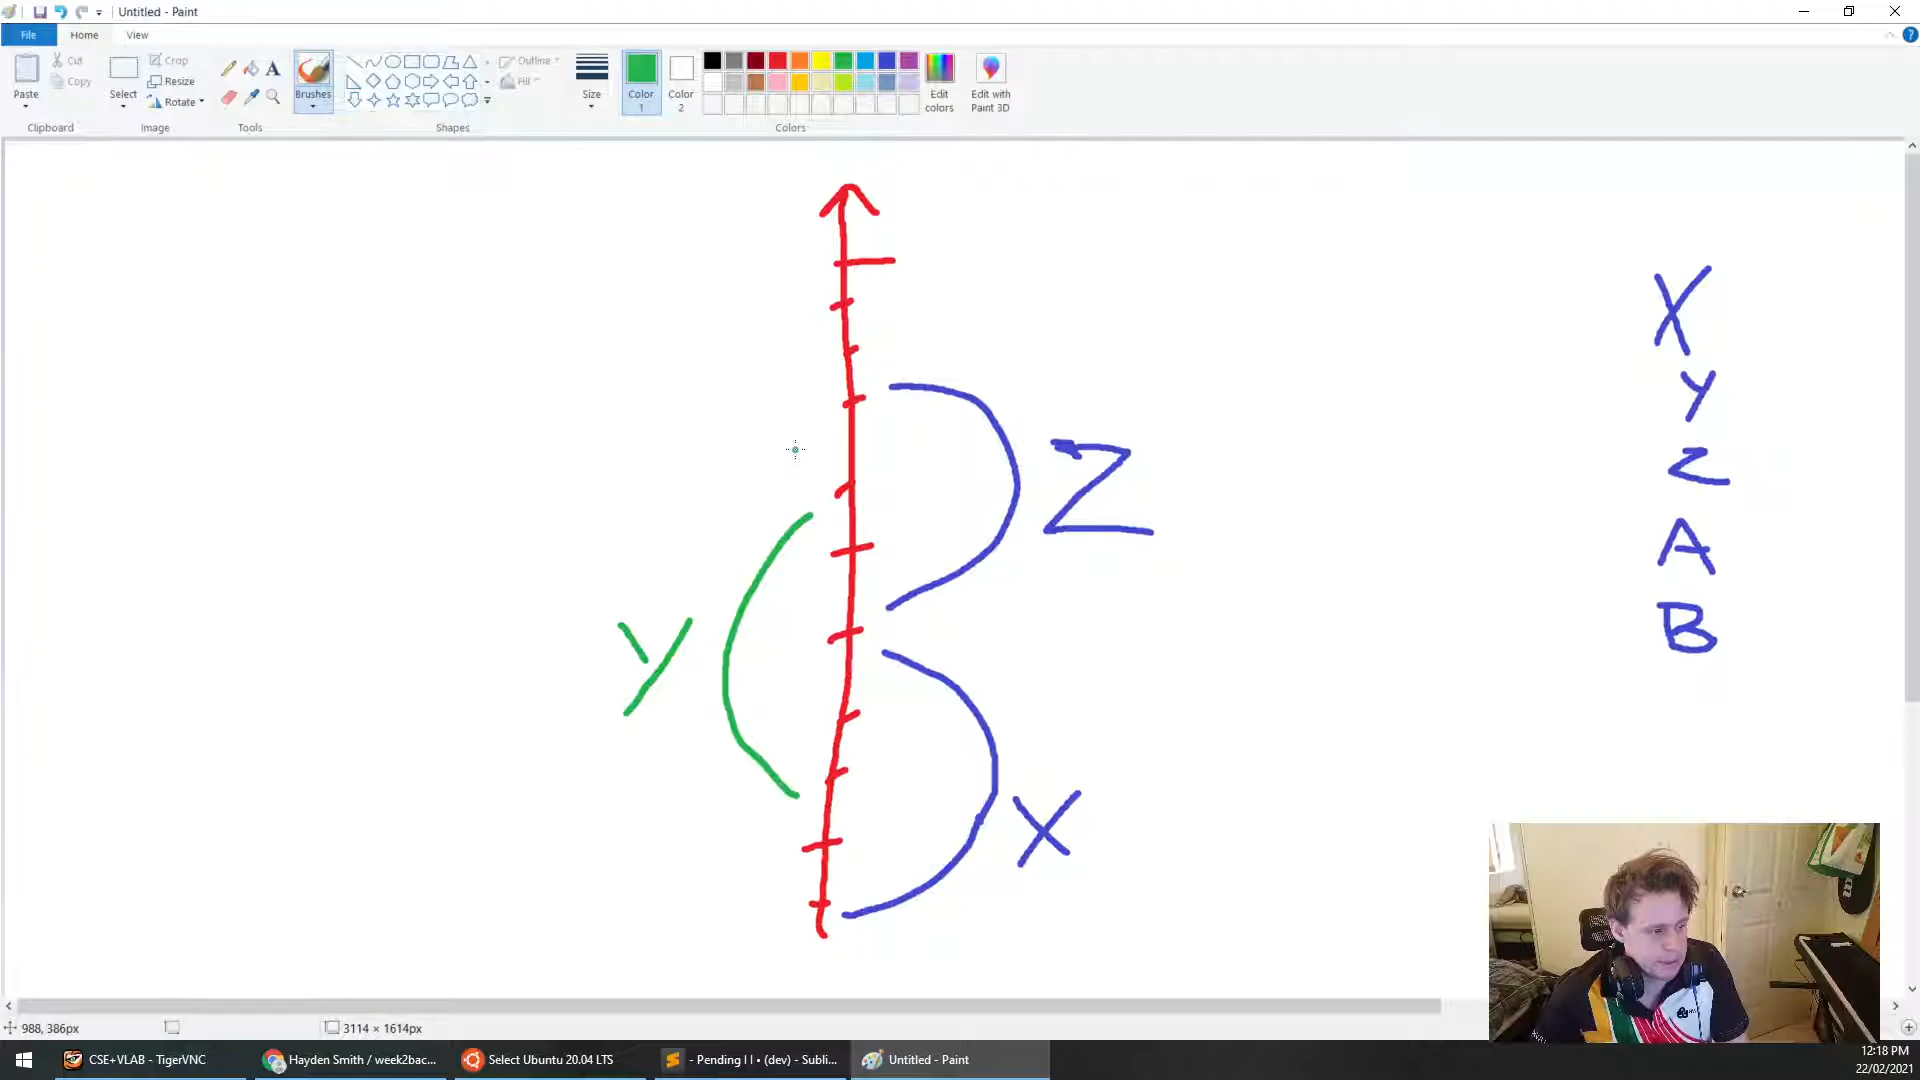 Untitled - Paint
File
Home
View
Paste
Cut
Copy
Clipboard
Select
Crop
Resize
Rotate
Image
A
Tools
Brushes
Outline
Fill
Shapes
Size
Color
1
Color
2
Edit
colors
Edit with
Paint 3D
Colors
X
Y
Z
A
B
Z
Y
X
988, 386px
3114 × 1614px
CSE+VLAB - TigerVNC
Hayden Smith / week2bac...
Select Ubuntu 20.04 LTS
- Pending I I • (dev) - Subli...
Untitled - Paint
12:18 PM
22/02/2021